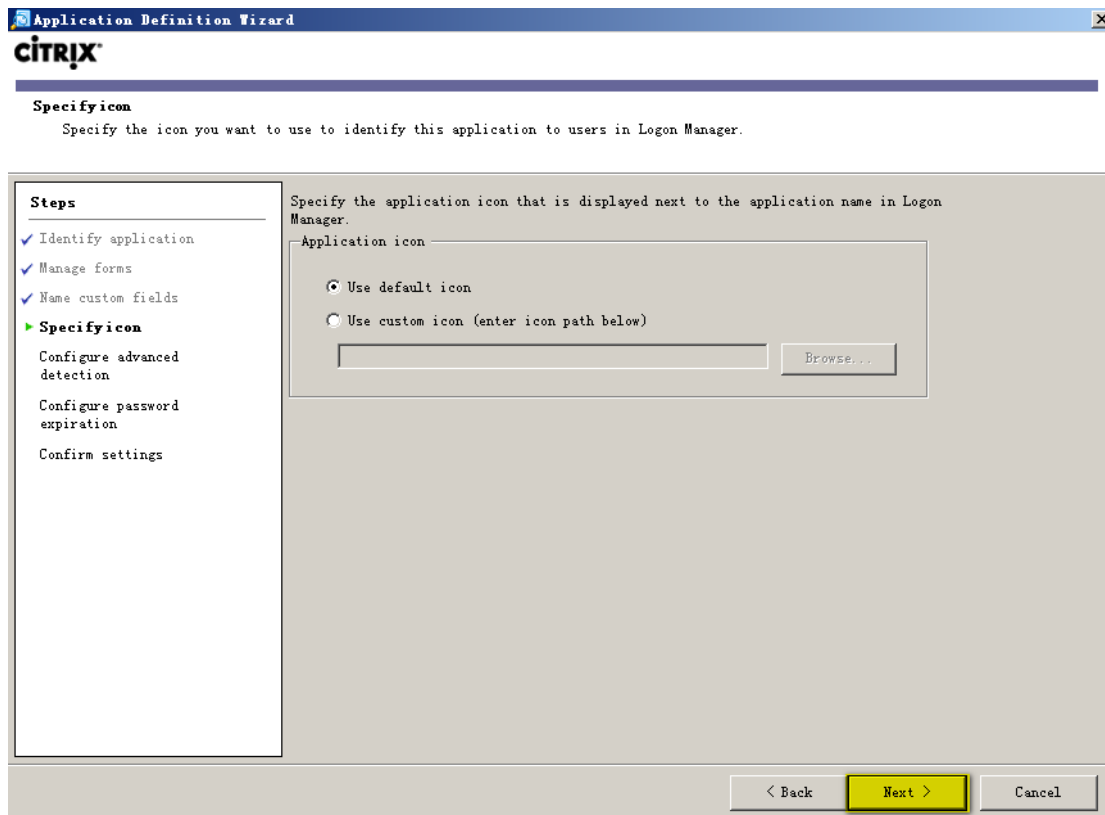 Application Definition Wizard
CITRIX
Specify icon
Specify the icon you want to use to identify this application to users in Logon Manager.
Steps
Identify application
Manage forms
Name custom fields
Specify icon
Configure advanced
detection
Configure password
expiration
Confirm settings
Specify the application icon that is displayed next to the application name in Logon
Manager.
Application icon
Use default icon
Use custom icon (enter icon path below)
Browse...
< Back
Next >
Cancel